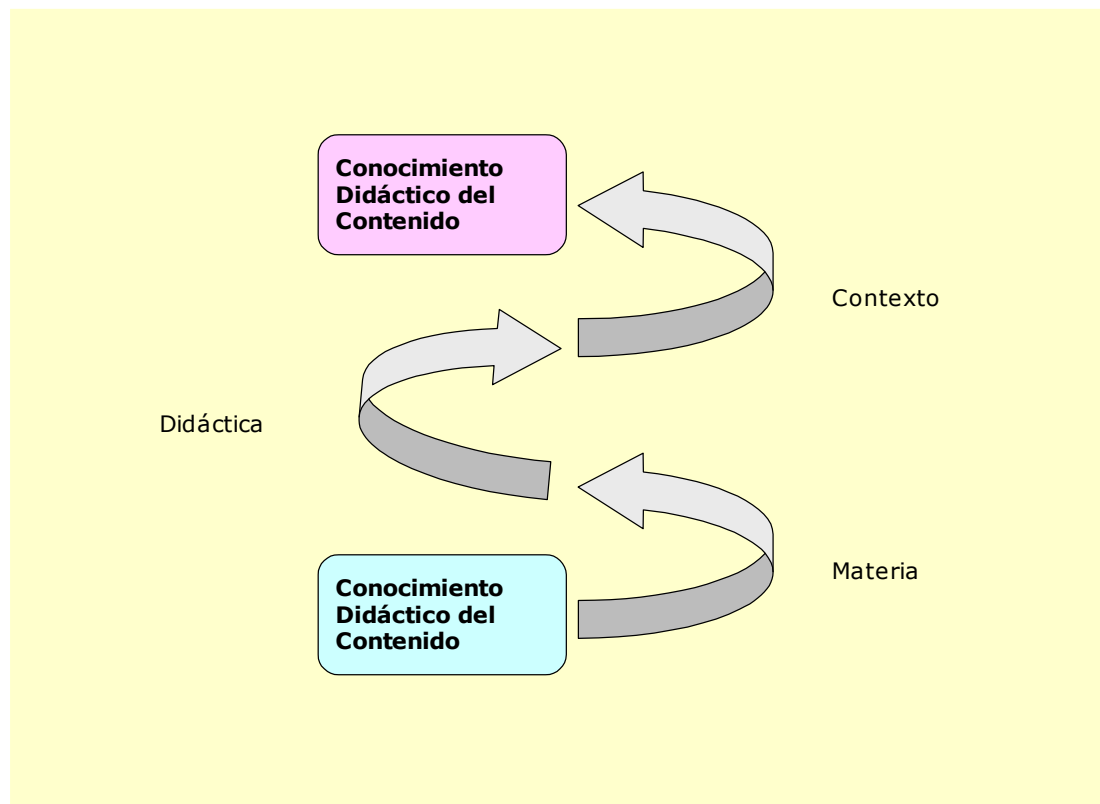 Conocimiento
Didáctico del
Contenido
Contexto
Didáctica
Materia
Conocimiento
Didáctico del
Contenido